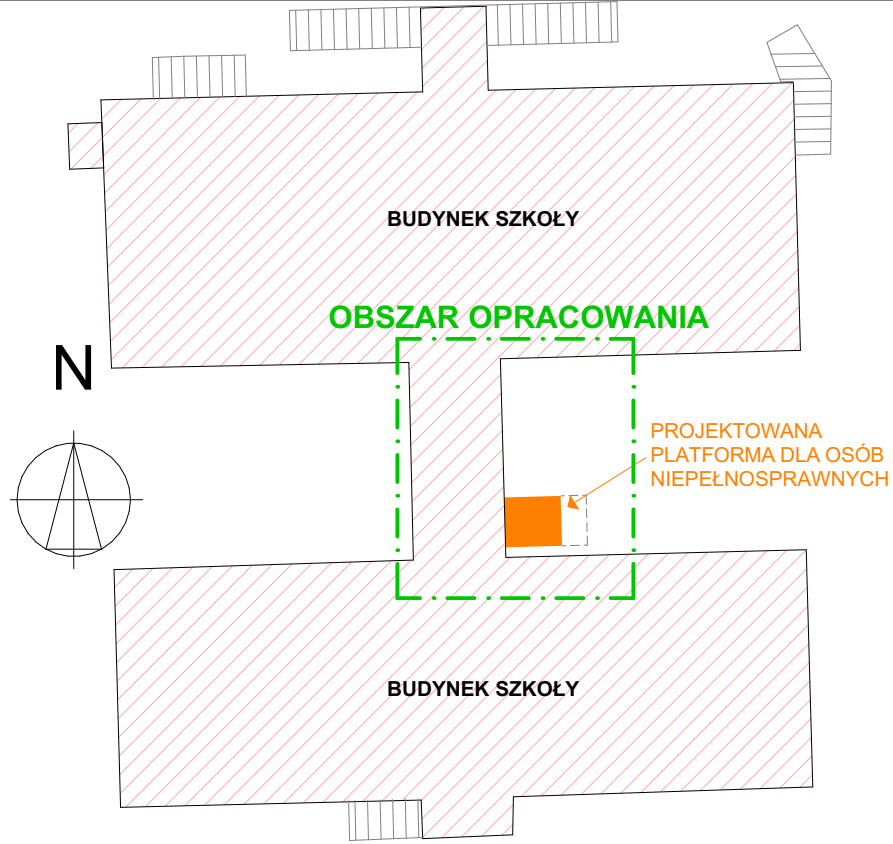 BUDYNEK SZKOŁY
OBSZAR OPRACOWANIA
N
PROJEKTOWANA
PLATFORMA DLA OSÓB
NIEPEŁNOSPRAWNYCH
BUDYNEK SZKOŁY